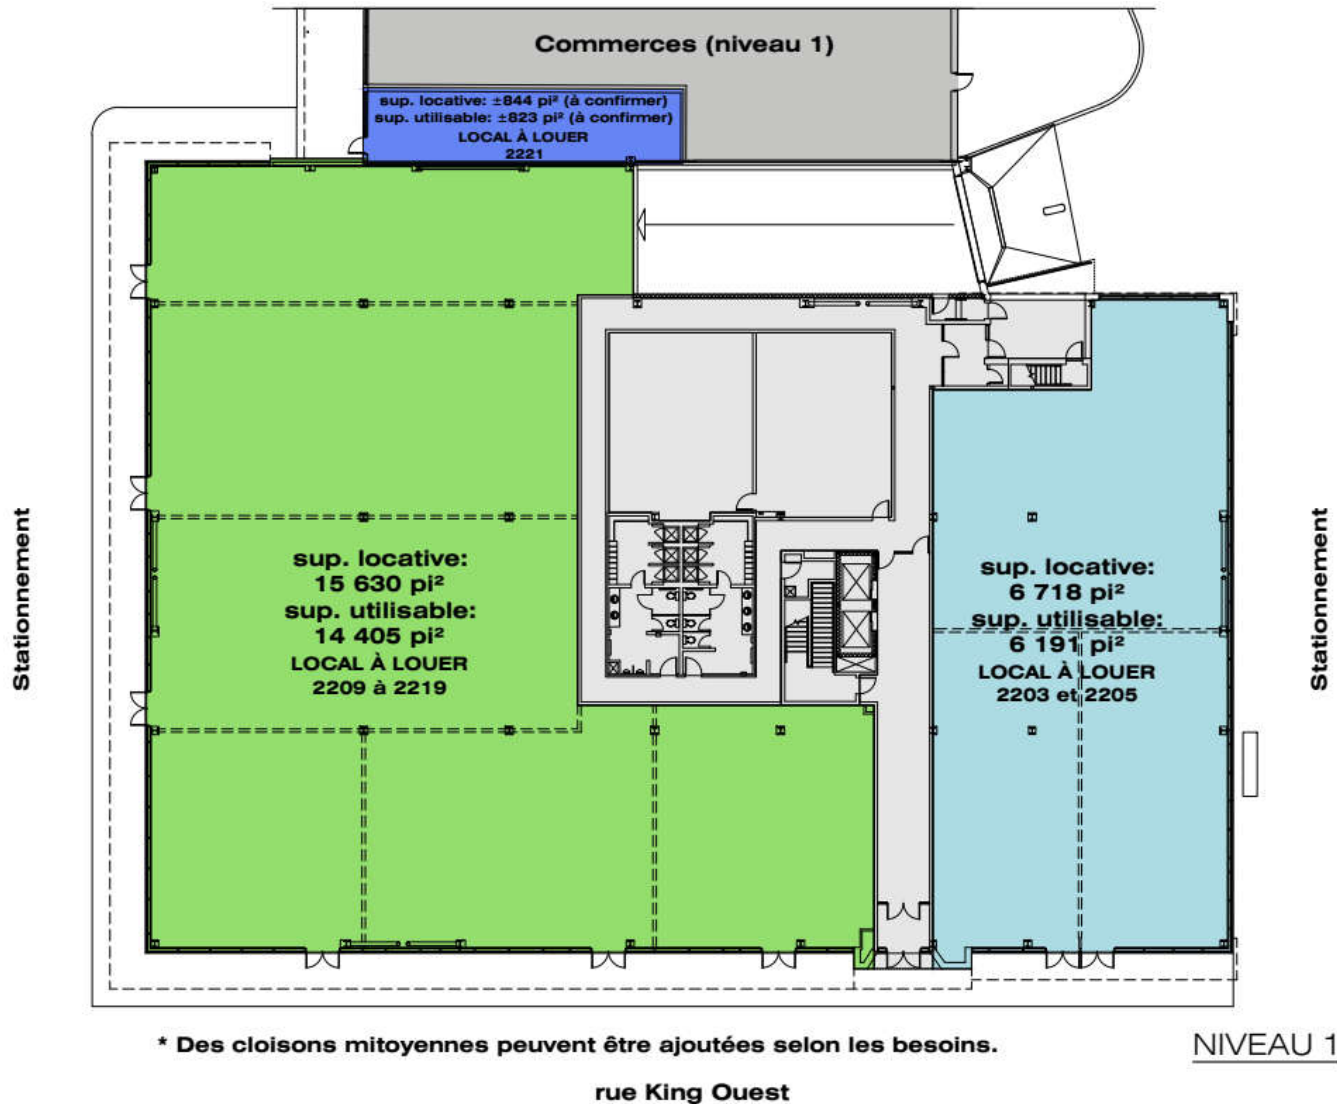 Commerces (niveau 1)
sup. locative: ±844 pi² (à confirmer)
sup. utilisable: ±823 pi² (à confirmer)
LOCAL À LOUER
2221
Stationnement
sup. locative:
15 630 pi²
sup. utilisable:
14 405 pi²
LOCAL À LOUER
2209 à 2219
sup. locative:
6 718 pi²
sup. utilisable:
6 191 pi²
LOCAL À LOUER
2203 et 2205
Stationnement
* Des cloisons mitoyennes peuvent être ajoutées selon les besoins.
NIVEAU 1
rue King Ouest